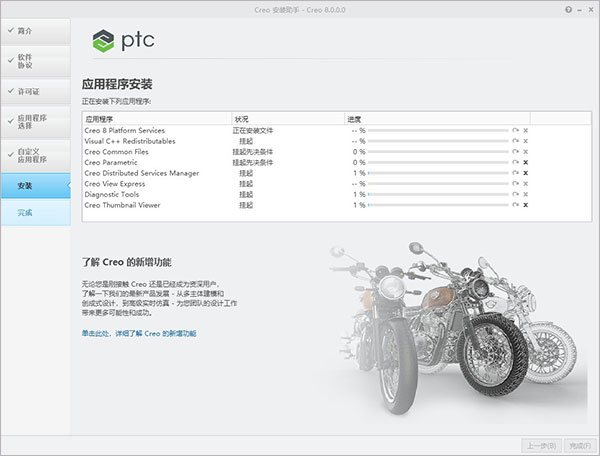 Creo 安装助手 - Creo 8.0.0.0
简介
软件
协议
许可证
应用程序
选择
自定义
应用程序
安装
完成
ptc
应用程序安装
正在安装下列应用程序:
应用程序 状况 进度
Creo 8 Platform Services 正在安装文件 -- %
Visual C++ Redistributables 挂起 -- %
Creo Common Files 挂起先决条件 0 %
Creo Parametric 挂起先决条件 0 %
Creo Distributed Services Manager 挂起 1 %
Creo View Express 挂起 -- %
Diagnostic Tools 挂起 1 %
Creo Thumbnail Viewer 挂起 1 %
了解 Creo 的新增功能
无论您是刚接触 Creo 还是已经成为资深用户，
了解一下我们的最新产品发展 - 从多主体建模和
创成式设计，到高级实时仿真 - 为您团队的设计工作
带来更多可能性和成功。
单击此处，详细了解 Creo 的新增功能
上一步(B) 完成(F)